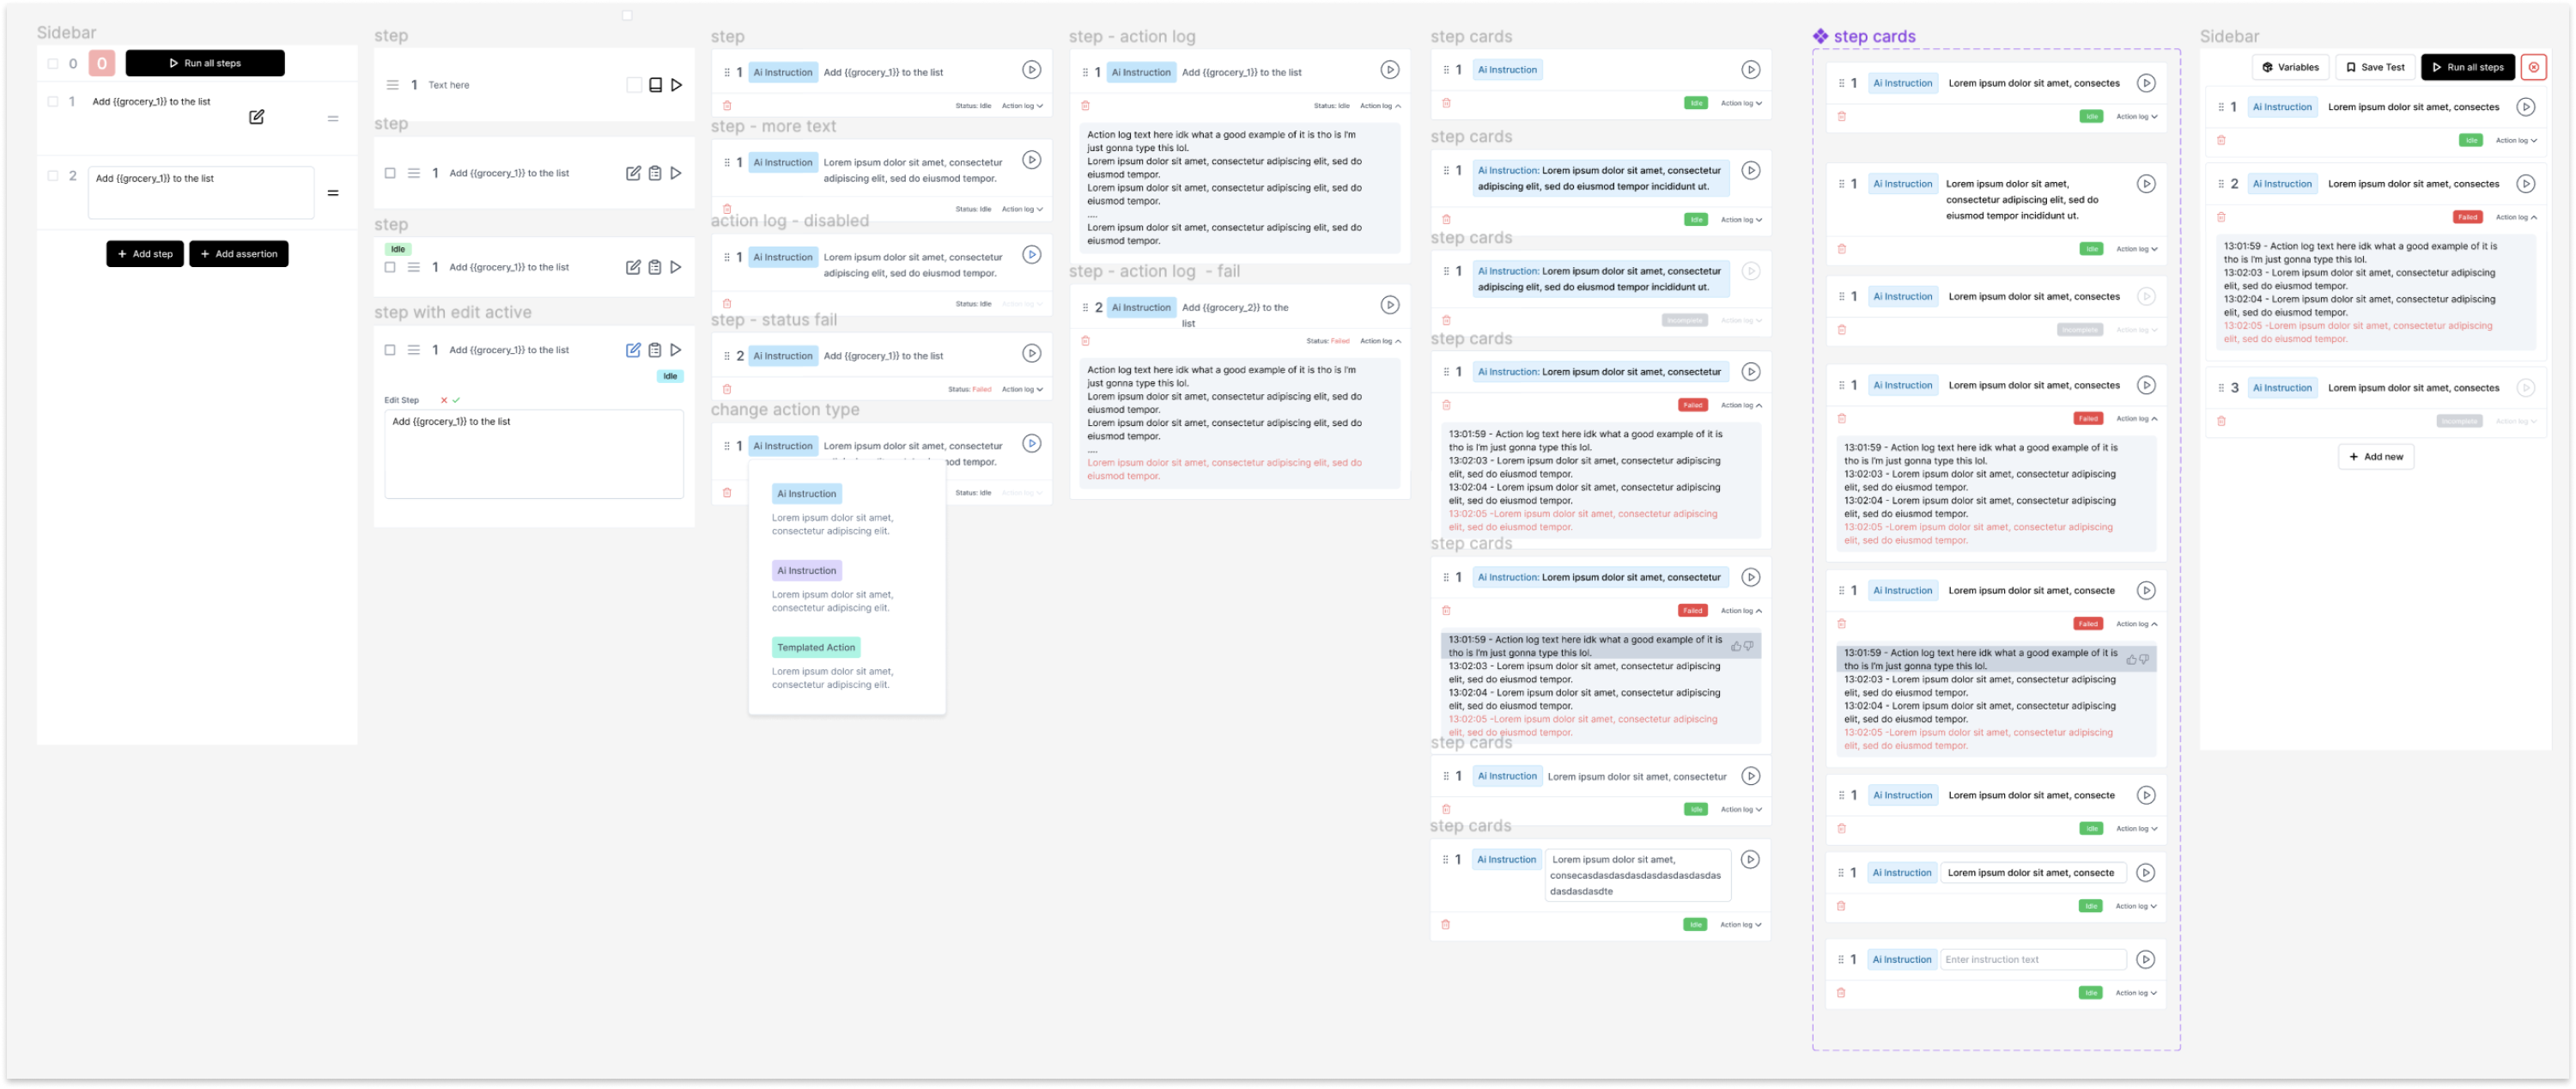 Sidebar
0
0
Run all steps
1
Add {{grocery_1}} to the list
2
Add {{grocery_1}} to the list
+ Add step
+ Add assertion
step
1
Text here
step
1
Add {{grocery_1}} to the list
step
Idle
1
Add {{grocery_1}} to the list
step with edit active
1
Add {{grocery_1}} to the list
Idle
Edit Step
Add {{grocery_1}} to the list
step
1
Ai Instruction
Add {{grocery_1}} to the list
Status: Idle
Action log
step - more text
1
Ai Instruction
Lorem ipsum dolor sit amet, consectetur
adipiscing elit, sed do eiusmod tempor.
Status: Idle
Action log
action log - disabled
1
Ai Instruction
Lorem ipsum dolor sit amet, consectetur
adipiscing elit, sed do eiusmod tempor.
Status: Idle
Action log
step - status fail
2
Ai Instruction
Add {{grocery_1}} to the list
Status: Failed
Action log
change action type
1
Ai Instruction
Lorem ipsum dolor sit amet, consectetur
mod tempor.
Status: Idle
Action log
Ai Instruction
Lorem ipsum dolor sit amet,
consectetur adipiscing elit.
Ai Instruction
Lorem ipsum dolor sit amet,
consectetur adipiscing elit.
Templated Action
Lorem ipsum dolor sit amet,
consectetur adipiscing elit.
step - action log
1
Ai Instruction
Add {{grocery_1}} to the list
Status: Idle
Action log
Action log text here idk what a good example of it is tho is I'm
just gonna type this lol.
Lorem ipsum dolor sit amet, consectetur adipiscing elit, sed do
eiusmod tempor.
Lorem ipsum dolor sit amet, consectetur adipiscing elit, sed do
eiusmod tempor.
....
Lorem ipsum dolor sit amet, consectetur adipiscing elit, sed do
eiusmod tempor.
step - action log - fail
2
Ai Instruction
Add {{grocery_2}} to the
list
Status: Failed
Action log
Action log text here idk what a good example of it is tho is I'm
just gonna type this lol.
Lorem ipsum dolor sit amet, consectetur adipiscing elit, sed do
eiusmod tempor.
Lorem ipsum dolor sit amet, consectetur adipiscing elit, sed do
eiusmod tempor.
....
Lorem ipsum dolor sit amet, consectetur adipiscing elit, sed do
eiusmod tempor.
step cards
1
Ai Instruction
Idle
Action log
step cards
1
Ai Instruction: Lorem ipsum dolor sit amet, consectetur
adipiscing elit, sed do eiusmod tempor incididunt ut.
Idle
Action log
step cards
1
Ai Instruction: Lorem ipsum dolor sit amet, consectetur
adipiscing elit, sed do eiusmod tempor incididunt ut.
Incomplete
Action log
step cards
1
Ai Instruction: Lorem ipsum dolor sit amet, consectetur
Failed
Action log
13:01:59 - Action log text here idk what a good example of it is
tho is I'm just gonna type this lol.
13:02:03 - Lorem ipsum dolor sit amet, consectetur adipiscing
elit, sed do eiusmod tempor.
13:02:04 - Lorem ipsum dolor sit amet, consectetur adipiscing
elit, sed do eiusmod tempor.
13:02:05 -Lorem ipsum dolor sit amet, consectetur adipiscing
elit, sed do eiusmod tempor.
step cards
1
Ai Instruction: Lorem ipsum dolor sit amet, consectetur
Failed
Action log
13:01:59 - Action log text here idk what a good example of it is
tho is I'm just gonna type this lol.
13:02:03 - Lorem ipsum dolor sit amet, consectetur adipiscing
elit, sed do eiusmod tempor.
13:02:04 - Lorem ipsum dolor sit amet, consectetur adipiscing
elit, sed do eiusmod tempor.
13:02:05 -Lorem ipsum dolor sit amet, consectetur adipiscing
elit, sed do eiusmod tempor.
step cards
1
Ai Instruction
Lorem ipsum dolor sit amet, consectetur
Idle
Action log
step cards
1
Ai Instruction
Lorem ipsum dolor sit amet,
consecasdasdasdasdasdasdasdasdas
dasdasdasdte
Idle
Action log
step cards
1
Ai Instruction
Lorem ipsum dolor sit amet, consectes
Idle
Action log
1
Ai Instruction
Lorem ipsum dolor sit amet,
consectetur adipiscing elit, sed do
eiusmod tempor incididunt ut.
Idle
Action log
1
Ai Instruction
Lorem ipsum dolor sit amet, consectes
Incomplete
Action log
1
Ai Instruction
Lorem ipsum dolor sit amet, consectes
Failed
Action log
13:01:59 - Action log text here idk what a good example of it is
tho is I'm just gonna type this lol.
13:02:03 - Lorem ipsum dolor sit amet, consectetur adipiscing
elit, sed do eiusmod tempor.
13:02:04 - Lorem ipsum dolor sit amet, consectetur adipiscing
elit, sed do eiusmod tempor.
13:02:05 -Lorem ipsum dolor sit amet, consectetur adipiscing
elit, sed do eiusmod tempor.
1
Ai Instruction
Lorem ipsum dolor sit amet, consecte
Failed
Action log
13:01:59 - Action log text here idk what a good example of it is
tho is I'm just gonna type this lol.
13:02:03 - Lorem ipsum dolor sit amet, consectetur adipiscing
elit, sed do eiusmod tempor.
13:02:04 - Lorem ipsum dolor sit amet, consectetur adipiscing
elit, sed do eiusmod tempor.
13:02:05 -Lorem ipsum dolor sit amet, consectetur adipiscing
elit, sed do eiusmod tempor.
1
Ai Instruction
Lorem ipsum dolor sit amet, consecte
Idle
Action log
1
Ai Instruction
Lorem ipsum dolor sit amet, consecte
Idle
Action log
1
Ai Instruction
Enter instruction text
Idle
Action log
Sidebar
Variables
Save Test
Run all steps
1
Ai Instruction
Lorem ipsum dolor sit amet, consectes
Idle
Action log
2
Ai Instruction
Lorem ipsum dolor sit amet, consectes
Failed
Action log
13:01:59 - Action log text here idk what a good example of it is
tho is I'm just gonna type this lol.
13:02:03 - Lorem ipsum dolor sit amet, consectetur adipiscing
elit, sed do eiusmod tempor.
13:02:04 - Lorem ipsum dolor sit amet, consectetur adipiscing
elit, sed do eiusmod tempor.
13:02:05 -Lorem ipsum dolor sit amet, consectetur adipiscing
elit, sed do eiusmod tempor.
3
Ai Instruction
Lorem ipsum dolor sit amet, consectes
Incomplete
Action log
+ Add new